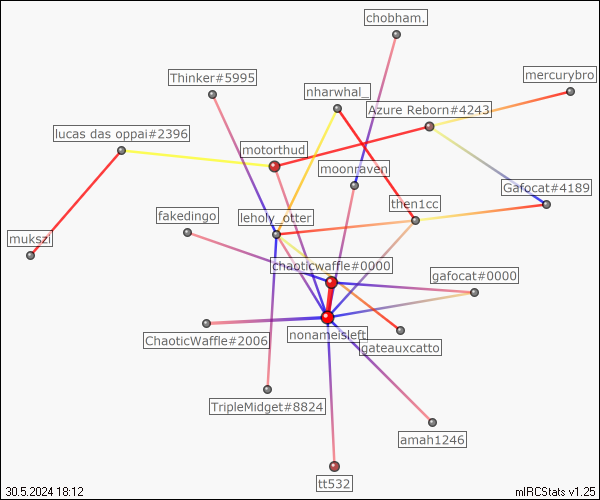 chobham.
Thinker#5995
mercurybro
nharwhal_
Azure Reborn#4243
lucas das oppai#2396
motorthud
moonraven
Gafocat#4189
then1cc
fakedingo
leholy_otter
mukszi
chaoticwaffle#0000
gafocat#0000
nonameisleft
ChaoticWaffle#2006
gateauxcatto
TripleMidget#8824
amah1246
tt532
30.5.2024 18:12
mIRCStats v1.25